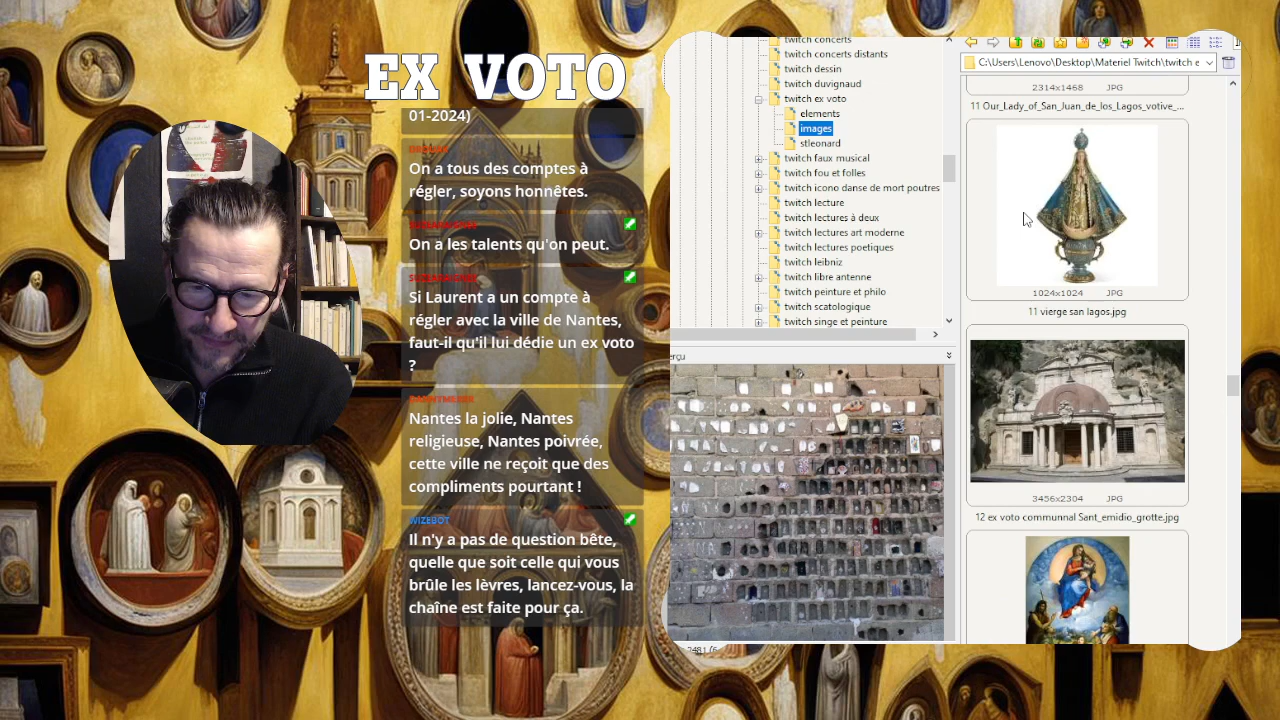 EX VOTO
01-2024)
On a tous des comptes à
régler, soyons honnêtes.
On a les talents qu'on peut.
Si Laurent a un compte à
régler avec la ville de Nantes,
faut-il qu'il lui dédie un ex voto
?
Nantes la jolie, Nantes
religieuse, Nantes poivrée,
cette ville ne reçoit que des
compliments pourtant !
WIZEBOT
Il n'y a pas de question bête,
quelle que soit celle qui vous
brûle les lèvres, lancez-vous, la
chaîne est faite pour ça.
twitch concerts
twitch concerts distants
twitch dessin
twitch duvignaud
twitch ex voto
elements
images
stleonard
twitch faux musical
twitch fou et folles
twitch icono danse de mort poutres
twitch lecture
twitch lectures à deux
twitch lectures art moderne
twitch lectures poetiques
twitch leibniz
twitch libre antenne
twitch peinture et philo
twitch scatologique
twitch singe et peinture
erçu
C:\Users\Lenovo\Desktop\Materiel Twitch\twitch e
2314x1468 JPG
11 Our_Lady_of_San_Juan_de_los_Lagos_votive_...
1024x1024 JPG
11 vierge san lagos.jpg
3456x2304 JPG
12 ex voto communnal Sant_emidio_grotte.jpg